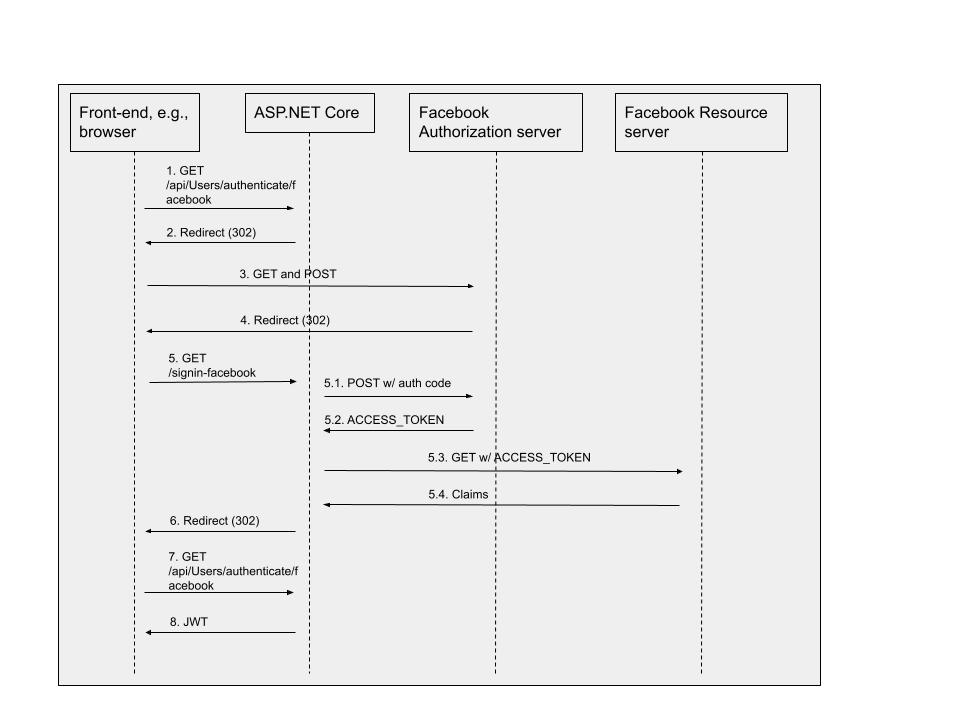 Front-end, e.g.,
browser
ASP.NET Core
Facebook
Authorization server
Facebook Resource
server
1. GET
/api/Users/authenticate/f
acebook
2. Redirect (302)
3. GET and POST
4. Redirect (302)
5. GET
/signin-facebook
5.1. POST w/ auth code
5.2. ACCESS_TOKEN
5.3. GET w/ ACCESS_TOKEN
5.4. Claims
6. Redirect (302)
7. GET
/api/Users/authenticate/f
acebook
8. JWT